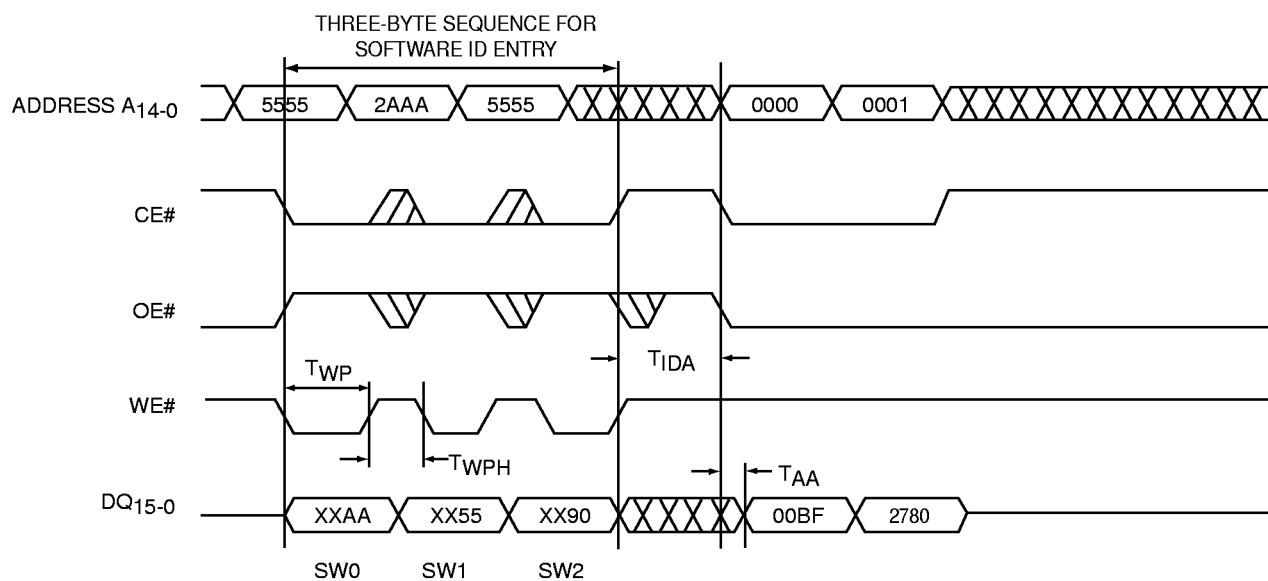 THREE-BYTE SEQUENCE FOR
SOFTWARE ID ENTRY
ADDRESS A14-0
5555 2AAA 5555 0000 0001
CE#
OE#
TIDA
TWP
WE#
TWPH
TAA
DQ15-0
XXAA XX55 XX90 00BF 2780
SW0 SW1 SW2